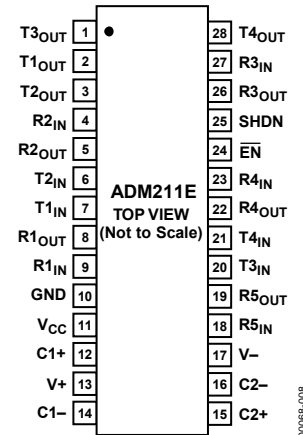 T3OUT 1 28 T4OUT
T1OUT 2 27 R3IN
T2OUT 3 26 R3OUT
R2IN 4 25 SHDN
R2OUT 5 24 EN
T2IN 6 23 R4IN
ADM211E
T1IN 7 TOP VIEW 22 R4OUT
R1OUT 8 (Not to Scale) 21 T4IN
R1IN 9 20 T3IN
GND 10 19 R5OUT
VCC 11 18 R5IN
C1+ 12 17 V–
V+ 13 16 C2–
C1– 14 15 C2+